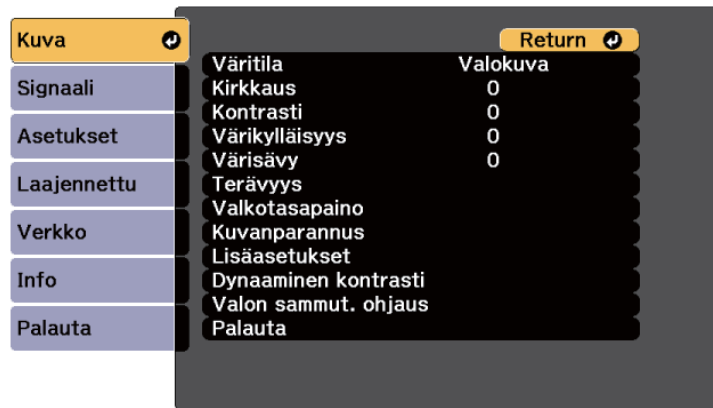 Kuva
Signaali
Asetukset
Laajennettu
Verkko
Info
Palauta
Return
Väritila Valokuva
Kirkkaus 0
Kontrasti 0
Värikylläisyys 0
Värisävy 0
Terävyys
Valkotasapaino
Kuvanparannus
Lisäasetukset
Dynaaminen kontrasti
Valon sammut. ohjaus
Palauta